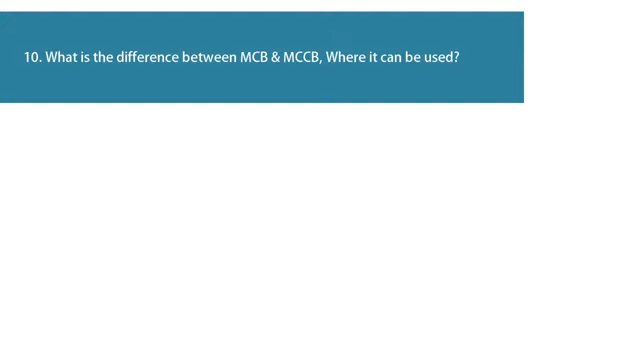 10. What is the difference between MCB & MCCB, Where it can be used?